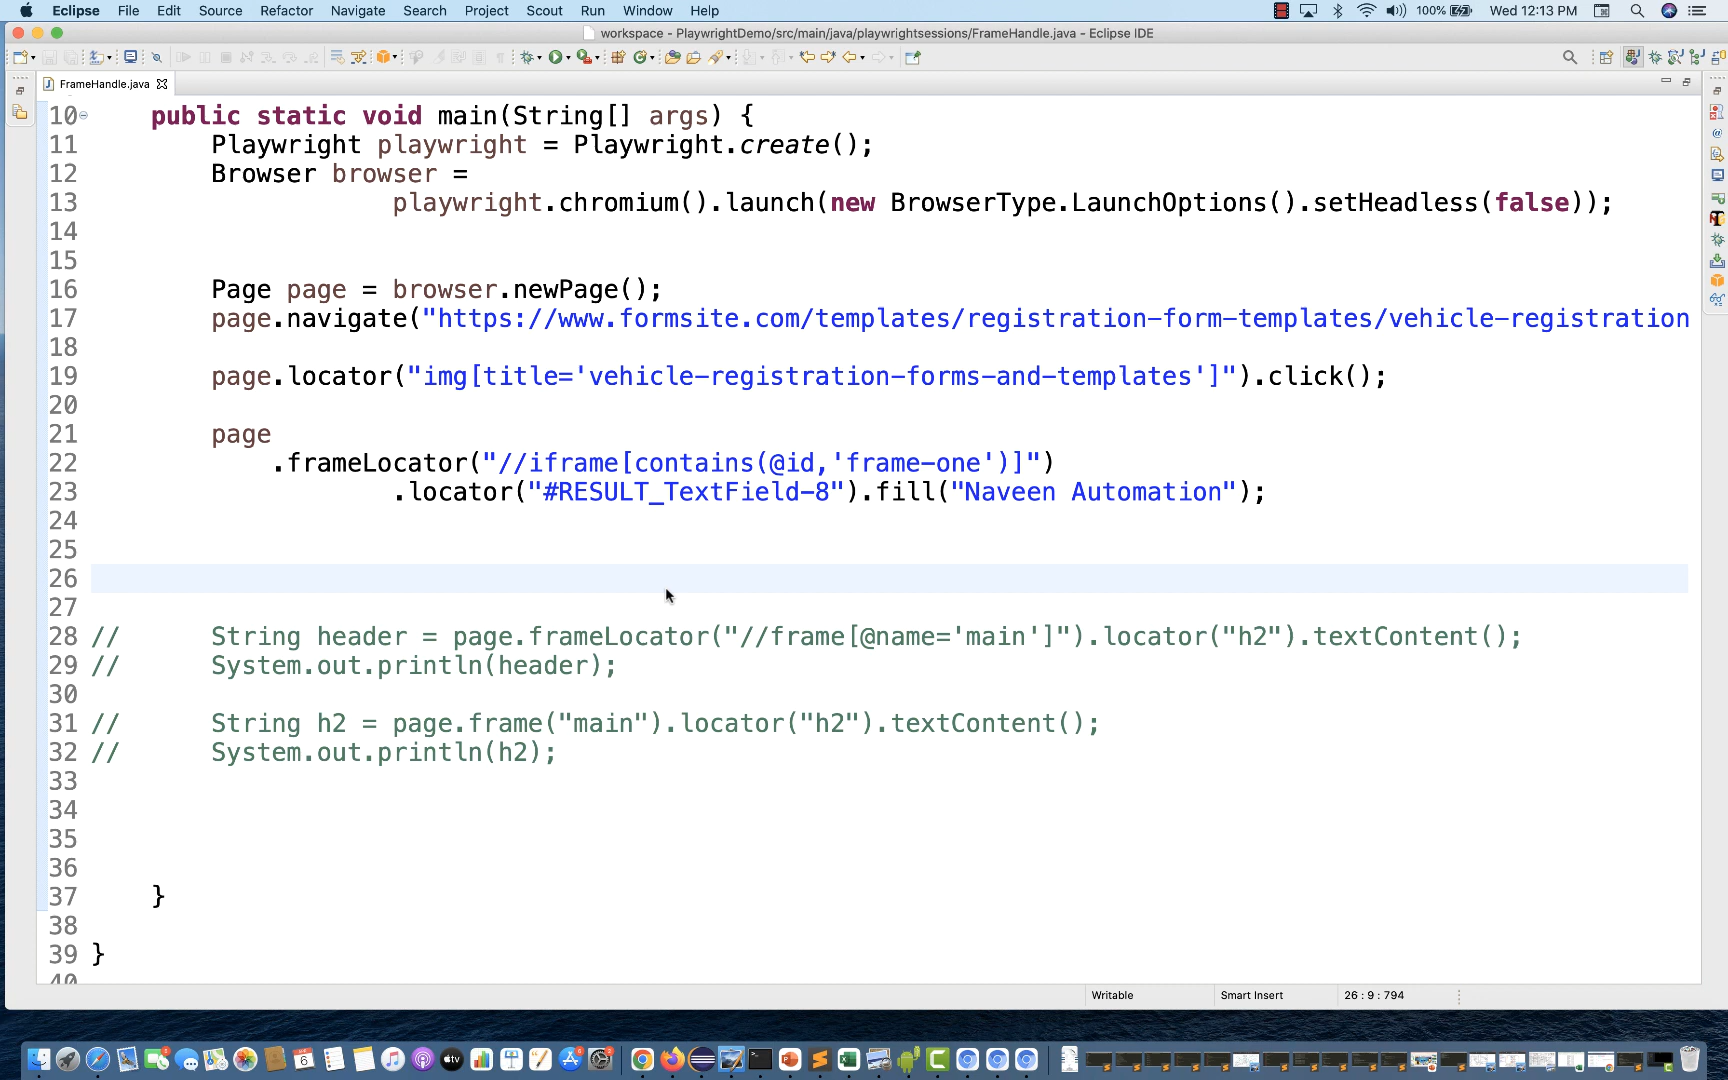 Eclipse File Edit Source Refactor Navigate Search Project Scout Run Window Help 100% Wed 12:13 PM
workspace - PlaywrightDemo/src/main/java/playwrightsessions/FrameHandle.java - Eclipse IDE
FrameHandle.java
10 public static void main(String[] args) {
11 Playwright playwright = Playwright.create();
12 Browser browser =
13 playwright.chromium().launch(new BrowserType.LaunchOptions().setHeadless(false));
14
15
16 Page page = browser.newPage();
17 page.navigate("https://www.formsite.com/templates/registration-form-templates/vehicle-registration
18
19 page.locator("img[title='vehicle-registration-forms-and-templates']").click();
20
21 page
22 .frameLocator("//iframe[contains(@id,'frame-one')]")
23 .locator("#RESULT_TextField-8").fill("Naveen Automation");
24
25
26
27
28 // String header = page.frameLocator("//frame[@name='main']").locator("h2").textContent();
29 // System.out.println(header);
30
31 // String h2 = page.frame("main").locator("h2").textContent();
32 // System.out.println(h2);
33
34
35
36
37 }
38
39 }
40
Writable Smart Insert 26 : 9 : 794
tv